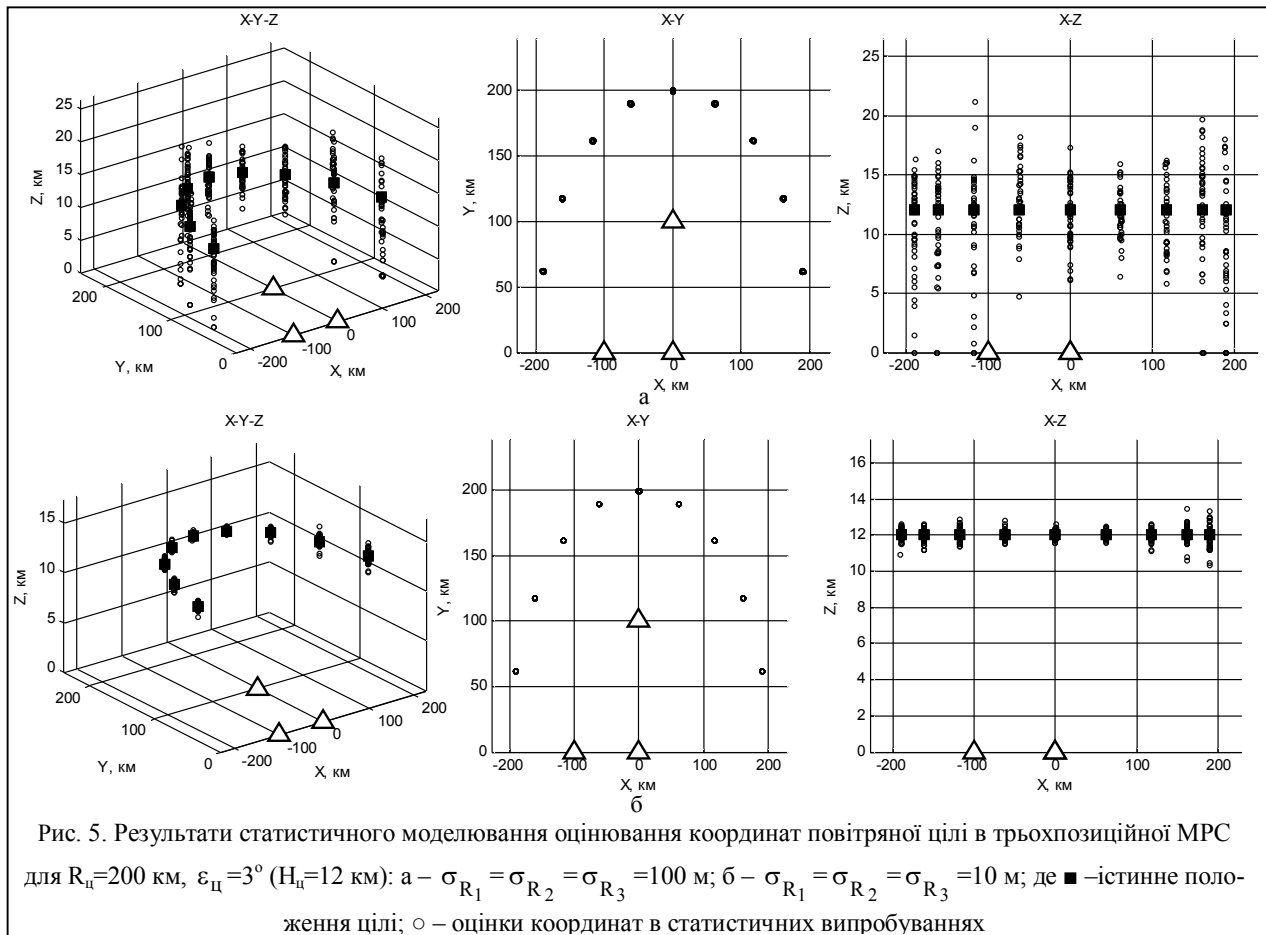 X-Y-Z
X-Y
X-Z
25
20
15
10
5
0
Z, км
200
100
0
Y, км
-200
-100
0
100
200
X, км
200
150
100
50
0
Y, км
-200
-100
0
100
200
X, км
25
20
15
10
5
0
Z, км
-200
-100
0
100
200
X, км
а
X-Y-Z
X-Y
X-Z
15
10
5
0
Z, км
200
100
0
Y, км
-200
-100
0
100
200
X, км
200
150
100
50
0
Y, км
-200
-100
0
100
200
X, км
16
14
12
10
8
6
4
2
0
Z, км
-200
-100
0
100
200
X, км
б
Рис. 5. Результати статистичного моделювання оцінювання координат повітряної цілі в трьохпозиційної МРС
для Rц=200 км, εц =3° (Hц=12 км): а – σR1 = σR2 = σR3 =100 м; б – σR1 = σR2 = σR3 =10 м; де ■ –істинне поло-
ження цілі; ○ – оцінки координат в статистичних випробуваннях